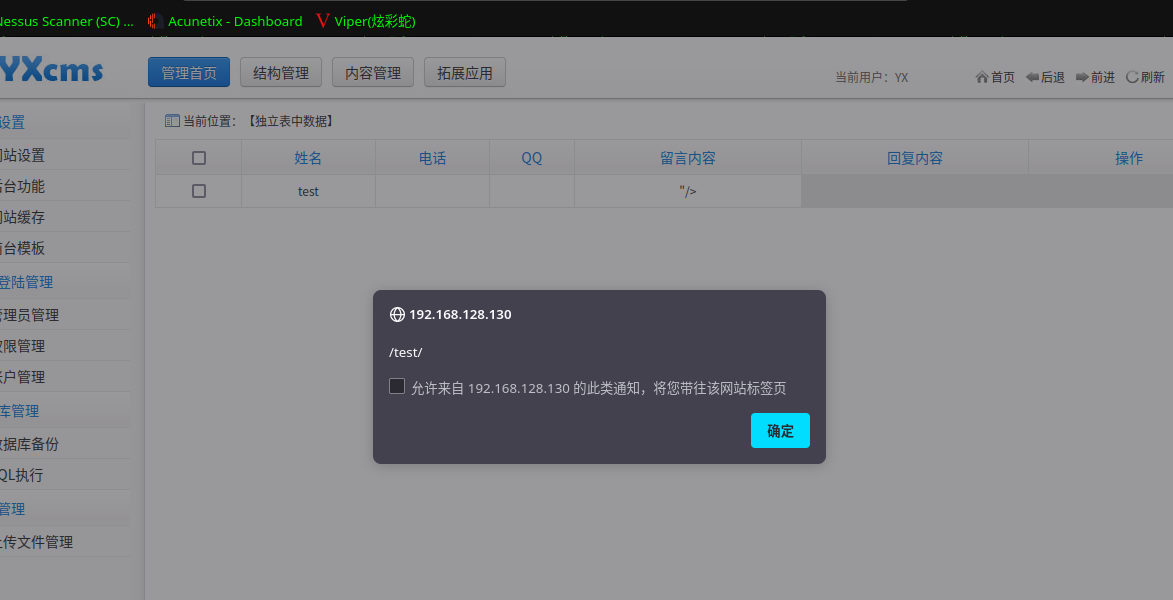 Nessus Scanner (SC) ... Acunetix - Dashboard Viper(炫彩蛇)
YXcms 管理首页 结构管理 内容管理 拓展应用 当前用户：YX 首页 后退 前进 刷新
设置
当前位置：【独立表中数据】
站设置
台功能
站缓存
台模板
登陆管理
理员管理
限管理
户管理
库管理
据库备份
QL执行
管理
传文件管理
姓名 电话 QQ 留言内容 回复内容 操作
test "/>
192.168.128.130
/test/
允许来自 192.168.128.130 的此类通知，将您带往该网站标签页
确定